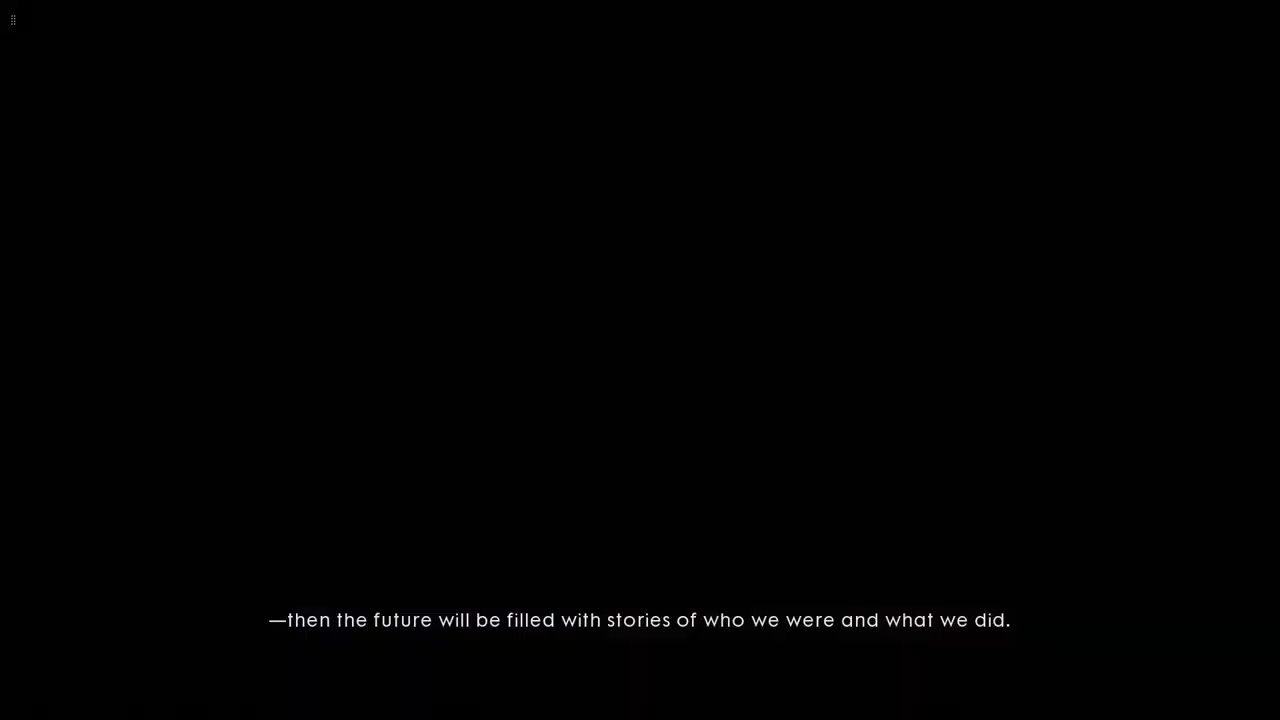 —then the future will be filled with stories of who we were and what we did.